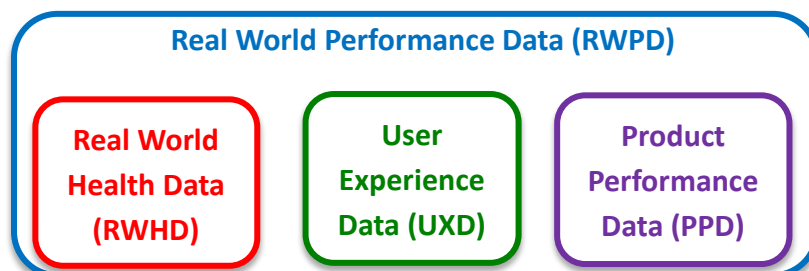 Real World Performance Data (RWPD)
Real World
Health Data
(RWHD)
User
Experience
Data (UXD)
Product
Performance
Data (PPD)